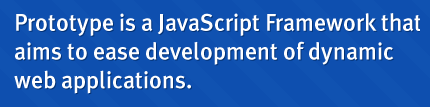 Prototype is a JavaScript Framework that
aims to ease development of dynamic
web applications.